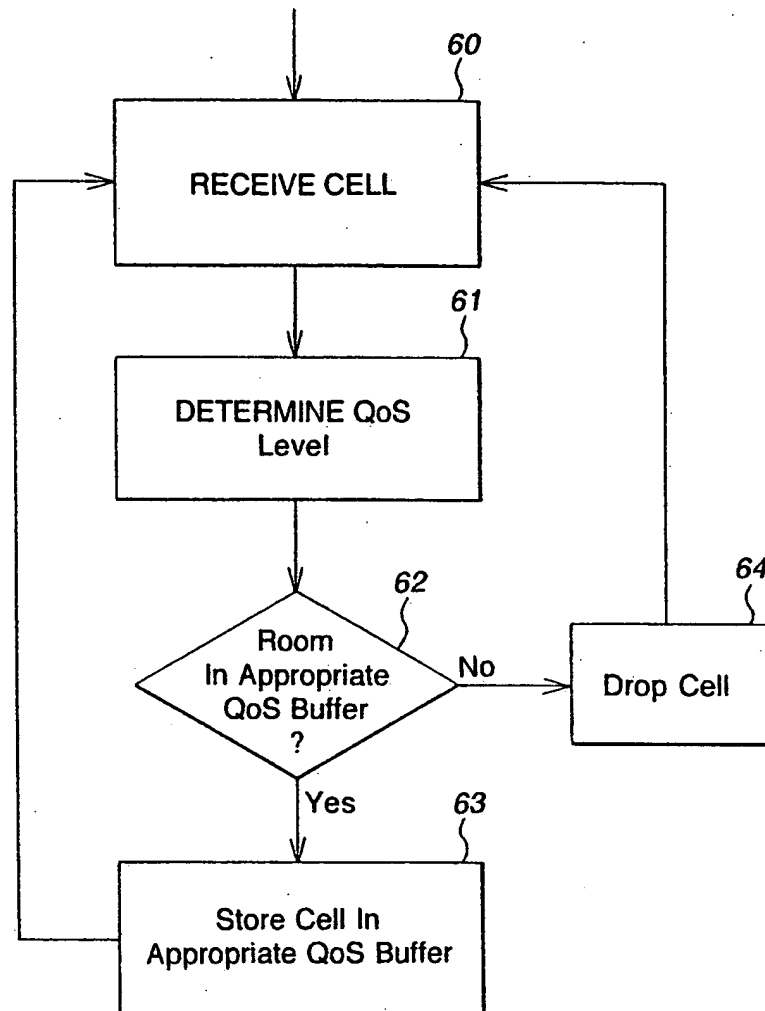 60
RECEIVE CELL
61
DETERMINE QoS
Level
62
Room
In Appropriate
QoS Buffer
?
No
64
Drop Cell
Yes
63
Store Cell In
Appropriate QoS Buffer